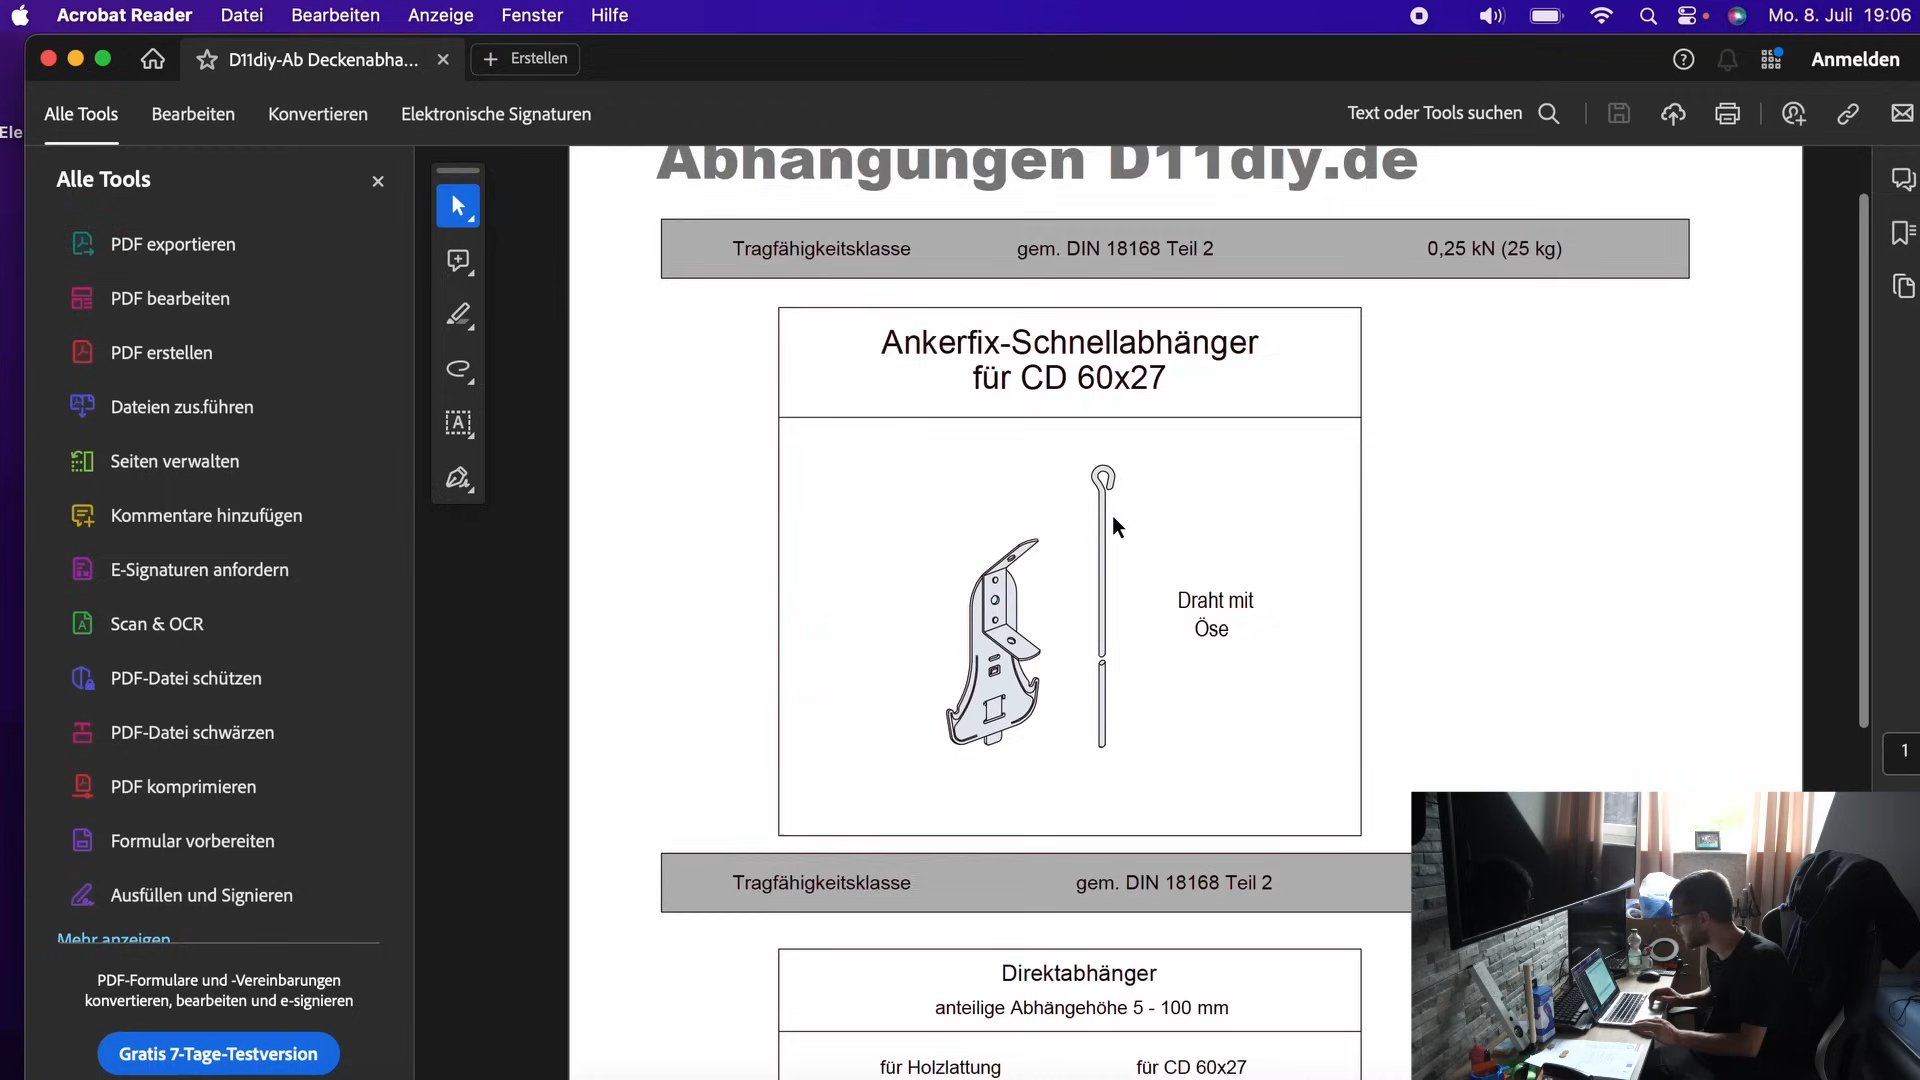 Acrobat Reader Datei Bearbeiten Anzeige Fenster Hilfe Mo. 8. Juli 19:06
D11diy-Ab Deckenabha... Erstellen Anmelden
Ele
Alle Tools Bearbeiten Konvertieren Elektronische Signaturen Text oder Tools suchen
Alle Tools
PDF exportieren
PDF bearbeiten
PDF erstellen
Dateien zus.führen
Seiten verwalten
Kommentare hinzufügen
E-Signaturen anfordern
Scan & OCR
PDF-Datei schützen
PDF-Datei schwärzen
PDF komprimieren
Formular vorbereiten
Ausfüllen und Signieren
Mehr anzeigen
PDF-Formulare und -Vereinbarungen
konvertieren, bearbeiten und e-signieren
Gratis 7-Tage-Testversion
Abhängungen D11diy.de
Tragfähigkeitsklasse gem. DIN 18168 Teil 2 0,25 kN (25 kg)
Ankerfix-Schnellabhänger
für CD 60x27
Draht mit
Öse
Tragfähigkeitsklasse gem. DIN 18168 Teil 2
Direktabhänger
anteilige Abhängehöhe 5 - 100 mm
für Holzlattung für CD 60x27
1